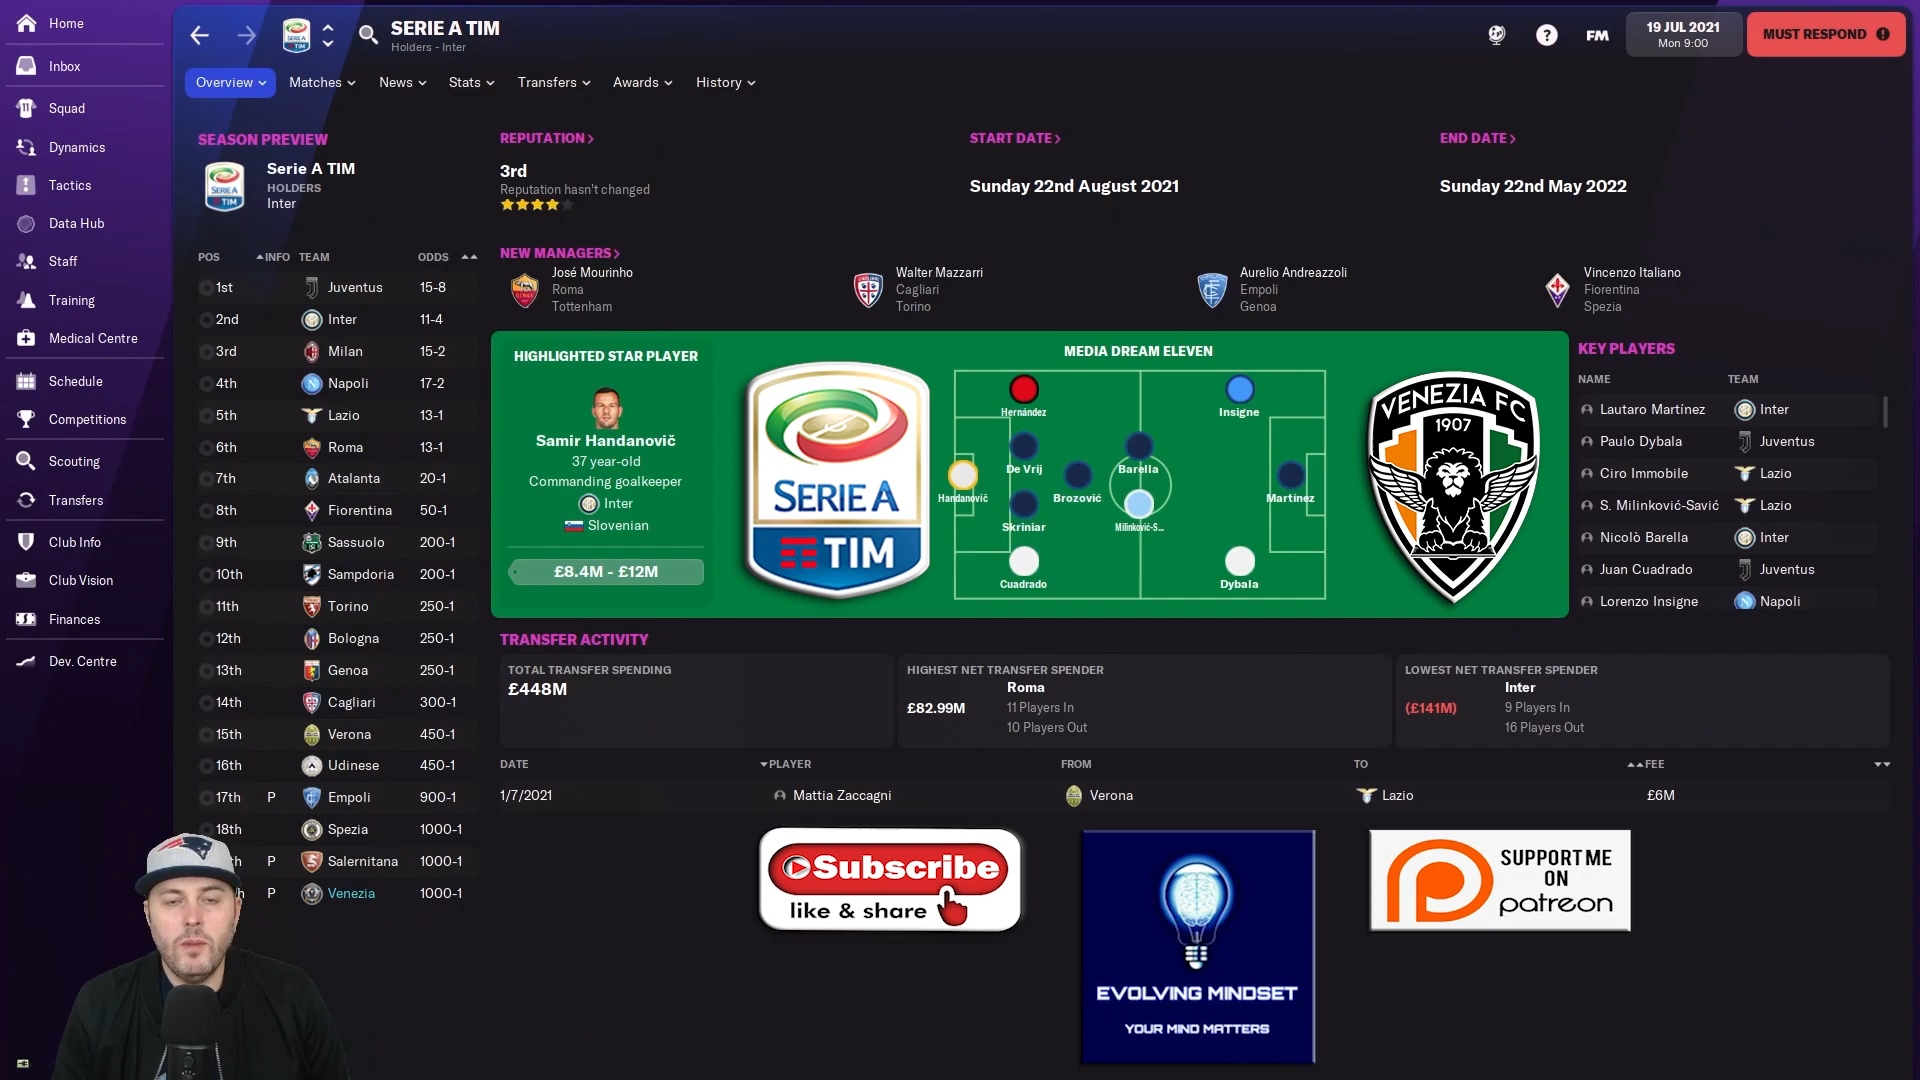 Home
Inbox
Squad
Dynamics
Tactics
Data Hub
Staff
Training
Medical Centre
Schedule
Competitions
Scouting
Transfers
Club Info
Club Vision
Finances
Dev. Centre
SERIE A TIM
Holders - Inter
FM
19 JUL 2021
Mon 9:00
MUST RESPOND
Overview Matches News Stats Transfers Awards History
SEASON PREVIEW
Serie A TIM
HOLDERS
Inter
REPUTATION
3rd
Reputation hasn't changed
START DATE
Sunday 22nd August 2021
END DATE
Sunday 22nd May 2022
NEW MANAGERS
José Mourinho
Roma
Tottenham
Walter Mazzarri
Cagliari
Torino
Aurelio Andreazzoli
Empoli
Genoa
Vincenzo Italiano
Fiorentina
Spezia
POS INFO TEAM ODDS
1st Juventus 15-8
2nd Inter 11-4
3rd Milan 15-2
4th Napoli 17-2
5th Lazio 13-1
6th Roma 13-1
7th Atalanta 20-1
8th Fiorentina 50-1
9th Sassuolo 200-1
10th Sampdoria 200-1
11th Torino 250-1
12th Bologna 250-1
13th Genoa 250-1
14th Cagliari 300-1
15th Verona 450-1
16th Udinese 450-1
17th P Empoli 900-1
18th Spezia 1000-1
P Salernitana 1000-1
P Venezia 1000-1
HIGHLIGHTED STAR PLAYER
Samir Handanovič
37 year-old
Commanding goalkeeper
Inter
Slovenian
£8.4M - £12M
SERIE A
TIM
MEDIA DREAM ELEVEN
Hernández
Insigne
De Vrij
Barella
Handanovič
Brozović
Martínez
Skriniar
Milinković-S...
Cuadrado
Dybala
VENEZIA FC
1907
KEY PLAYERS
NAME TEAM
Lautaro Martínez Inter
Paulo Dybala Juventus
Ciro Immobile Lazio
S. Milinković-Savić Lazio
Nicolò Barella Inter
Juan Cuadrado Juventus
Lorenzo Insigne Napoli
TRANSFER ACTIVITY
TOTAL TRANSFER SPENDING
£448M
HIGHEST NET TRANSFER SPENDER
Roma
£82.99M
11 Players In
10 Players Out
LOWEST NET TRANSFER SPENDER
Inter
(£141M)
9 Players In
16 Players Out
DATE PLAYER FROM TO FEE
1/7/2021 Mattia Zaccagni Verona Lazio £6M
Subscribe
like & share
EVOLVING MINDSET
YOUR MIND MATTERS
SUPPORT ME
ON
patreon